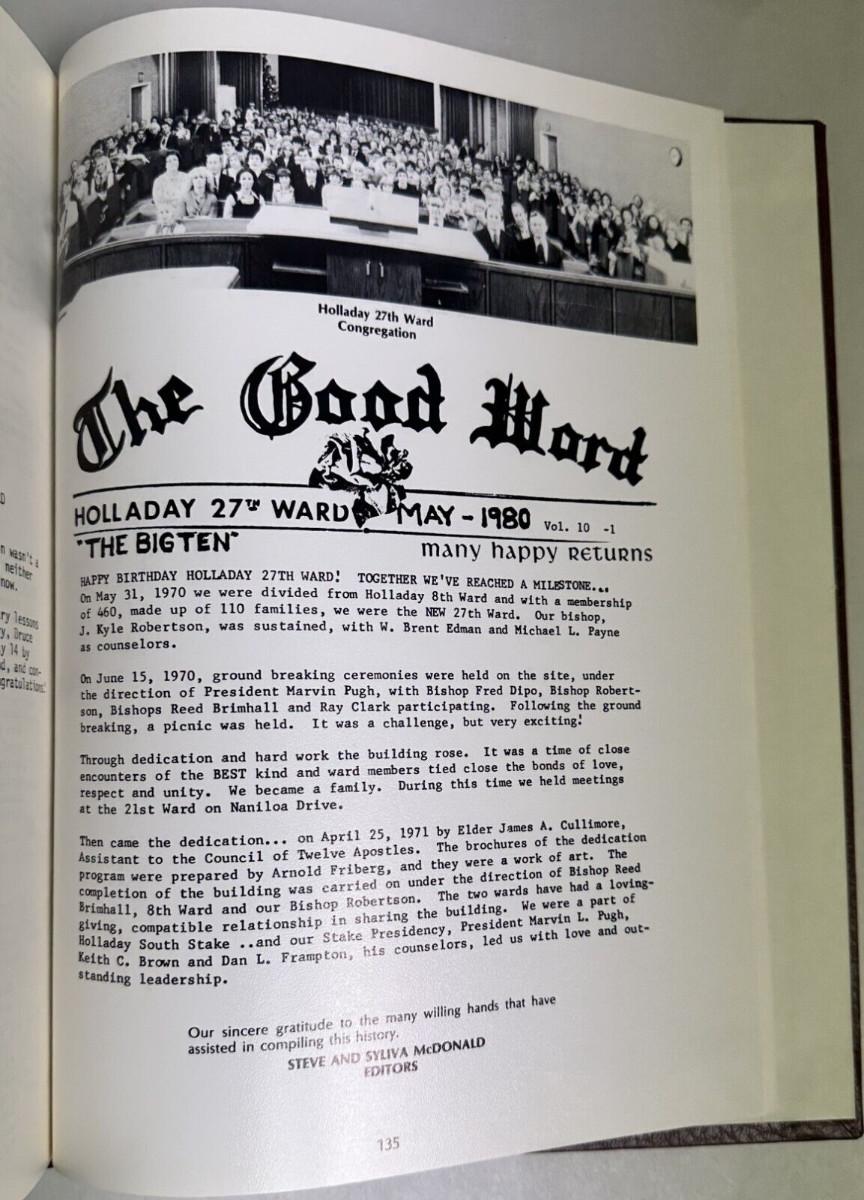 Holladay 27th Ward
Congregation
The Good Word
HOLLADAY 27TH WARD MAY - 1980 Vol. 10 -1
"THE BIG TEN" many happy returns
HAPPY BIRTHDAY HOLLADAY 27TH WARD! TOGETHER WE'VE REACHED A MILESTONE...
On May 31, 1970 we were divided from Holladay 8th Ward and with a membership
of 460, made up of 110 families, we were the NEW 27th Ward. Our bishop,
J. Kyle Robertson, was sustained, with W. Brent Edman and Michael L. Payne
as counselors.
On June 15, 1970, ground breaking ceremonies were held on the site, under
the direction of President Marvin Pugh, with Bishop Fred Dipo, Bishop Robert-
son, Bishops Reed Brimhall and Ray Clark participating. Following the ground
breaking, a picnic was held. It was a challenge, but very exciting!
Through dedication and hard work the building rose. It was a time of close
encounters of the BEST kind and ward members tied close the bonds of love,
respect and unity. We became a family. During this time we held meetings
at the 21st Ward on Naniloa Drive.
Then came the dedication... on April 25, 1971 by Elder James A. Cullimore,
Assistant to the Council of Twelve Apostles. The brochures of the dedication
program were prepared by Arnold Friberg, and they were a work of art. The
completion of the building was carried on under the direction of Bishop Reed
Brimhall, 8th Ward and our Bishop Robertson. The two wards have had a loving-
giving, compatible relationship in sharing the building. We were a part of
Holladay South Stake ..and our Stake Presidency, President Marvin L. Pugh,
Keith C. Brown and Dan L. Frampton, his counselors, led us with love and out-
standing leadership.
Our sincere gratitude to the many willing hands that have
assisted in compiling this history.
STEVE AND SYLIVA McDONALD
EDITORS
135
n wasn't a
neither
now.
ry lessons
y, Bruce
y 14 by
d, and con-
gratulations!